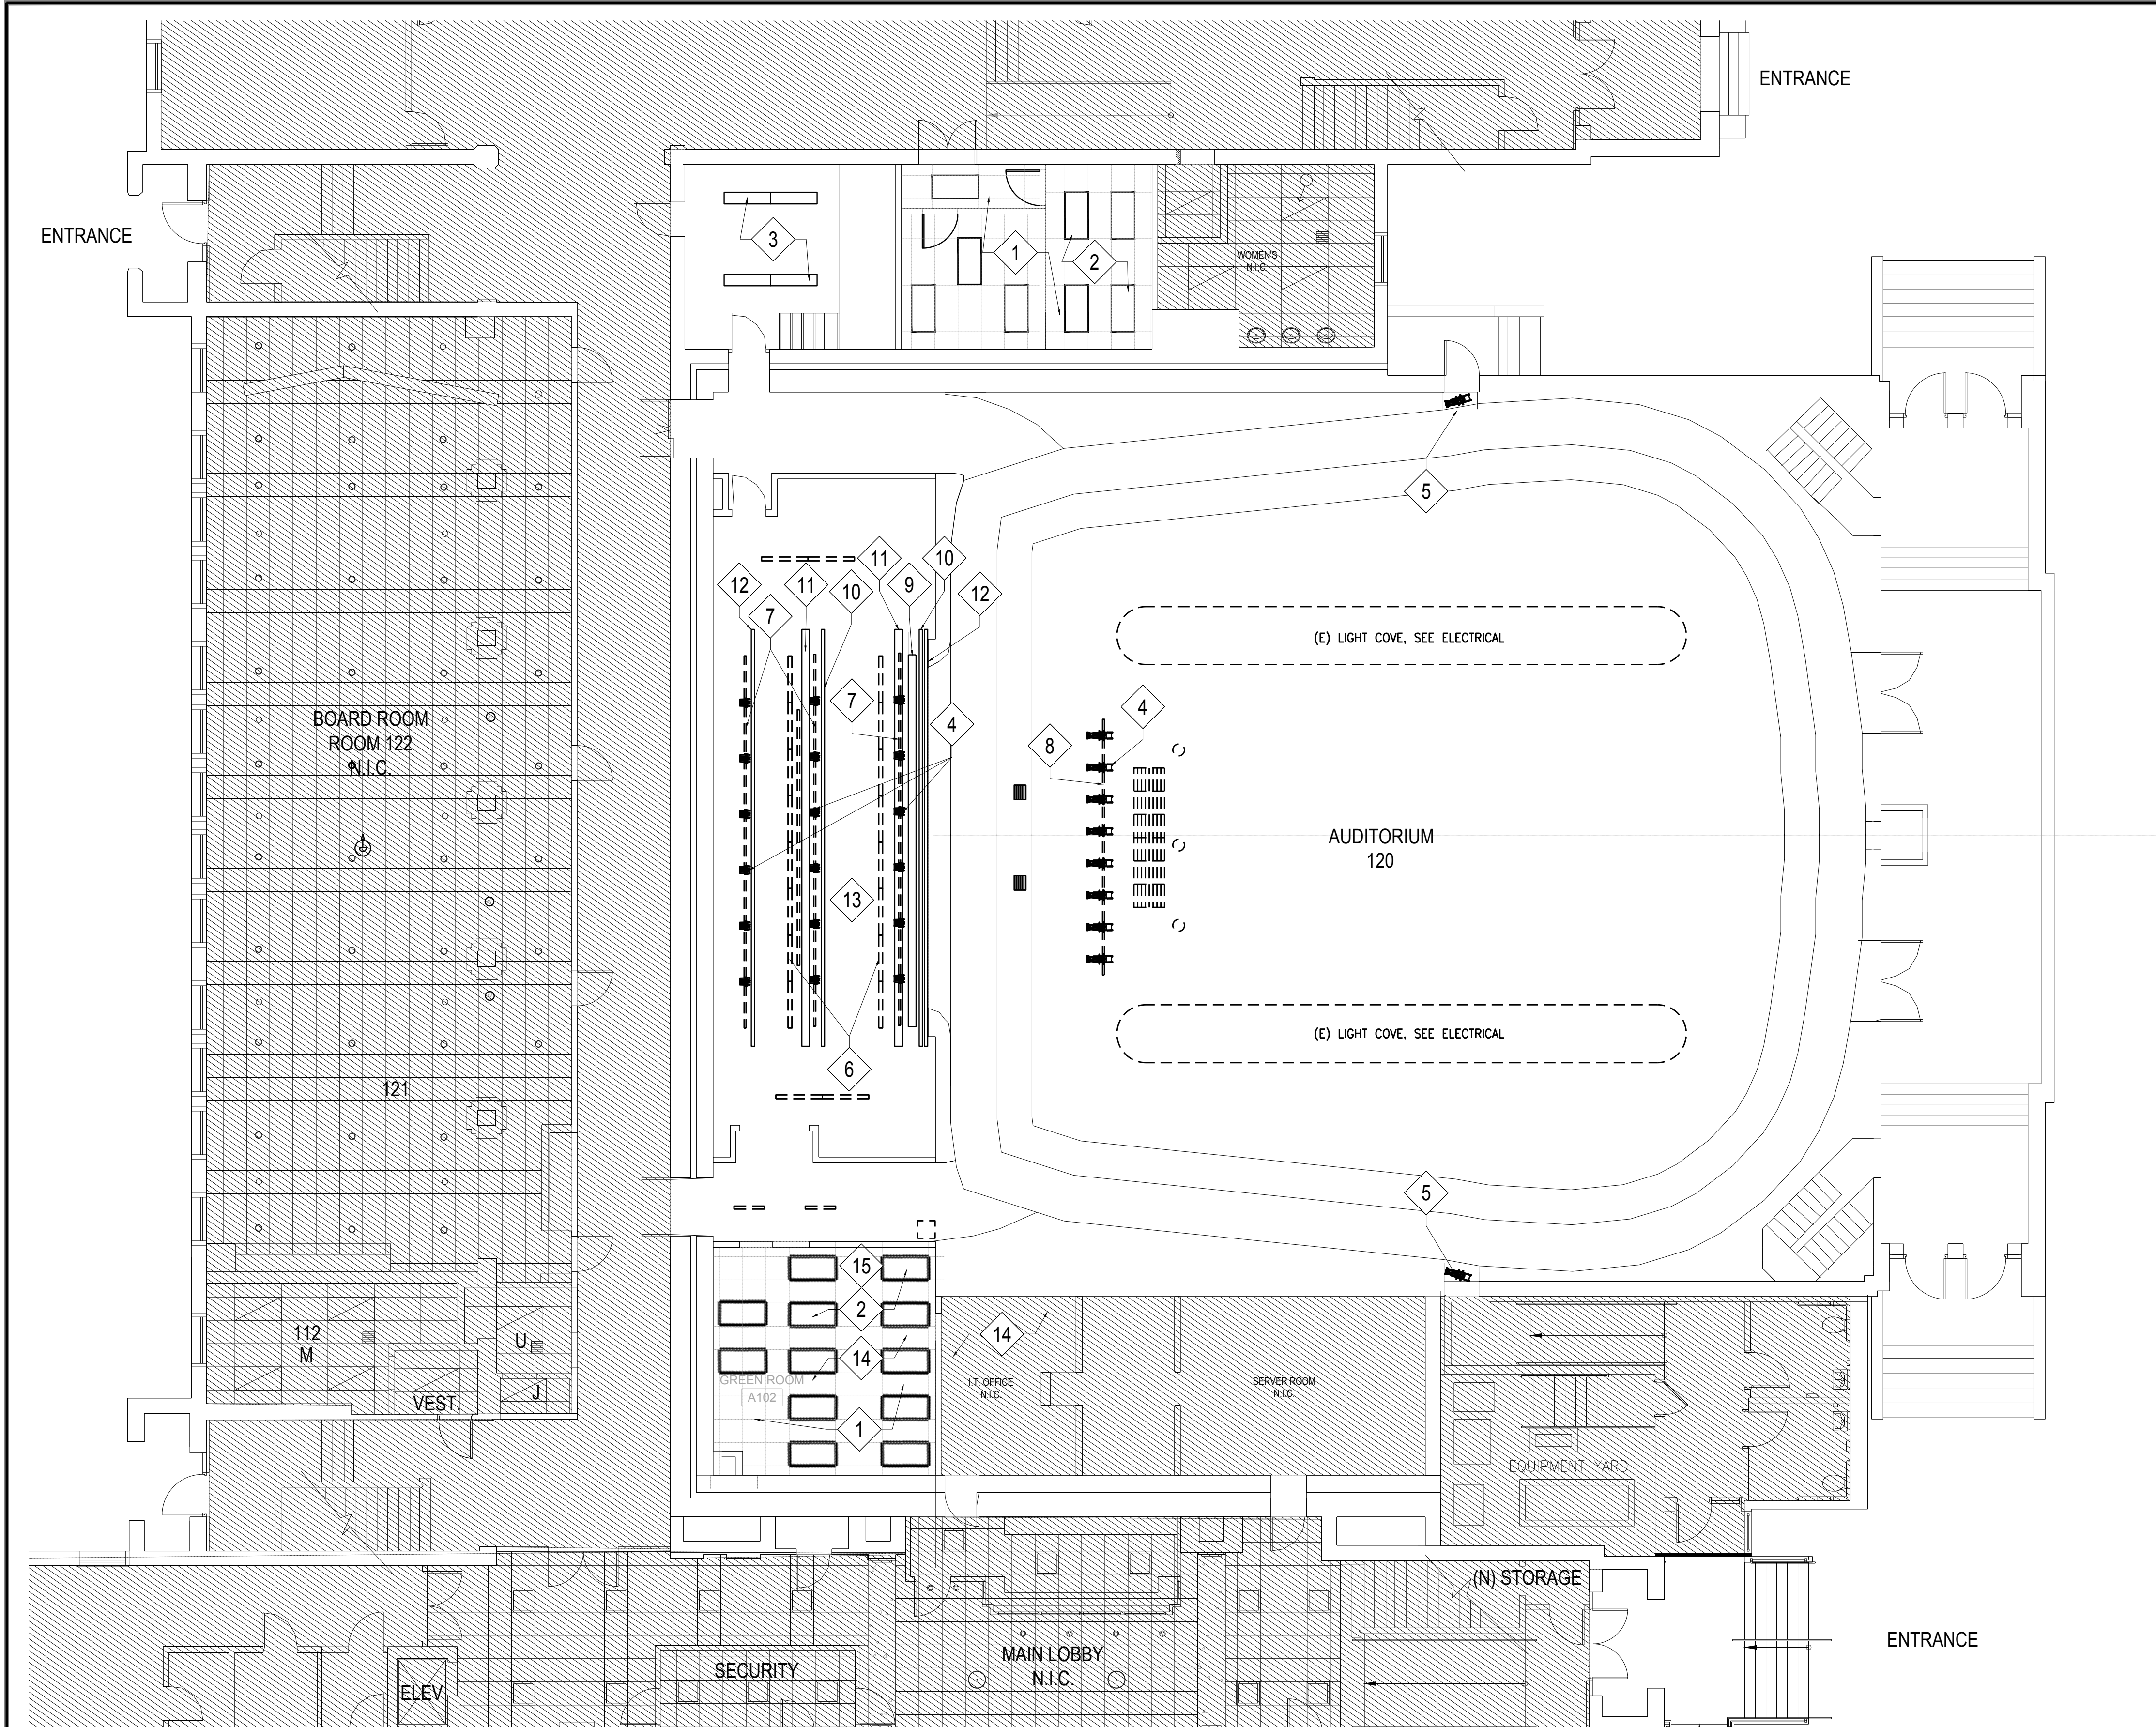 ENTRANCE
ENTRANCE
3
1
2
WOMEN'S
N.I.C.
5
11
10
12
11
10
9
12
7
(E) LIGHT COVE, SEE ELECTRICAL
7
4
4
8
BOARD ROOM
ROOM 122
N.I.C.
AUDITORIUM
120
13
(E) LIGHT COVE, SEE ELECTRICAL
6
121
5
15
2
112
M
U
14
14
GREEN ROOM
A102
I.T. OFFICE
N.I.C.
SERVER ROOM
N.I.C.
J
VEST.
1
EQUIPMENT YARD
(N) STORAGE
ENTRANCE
MAIN LOBBY
N.I.C.
SECURITY
ELEV